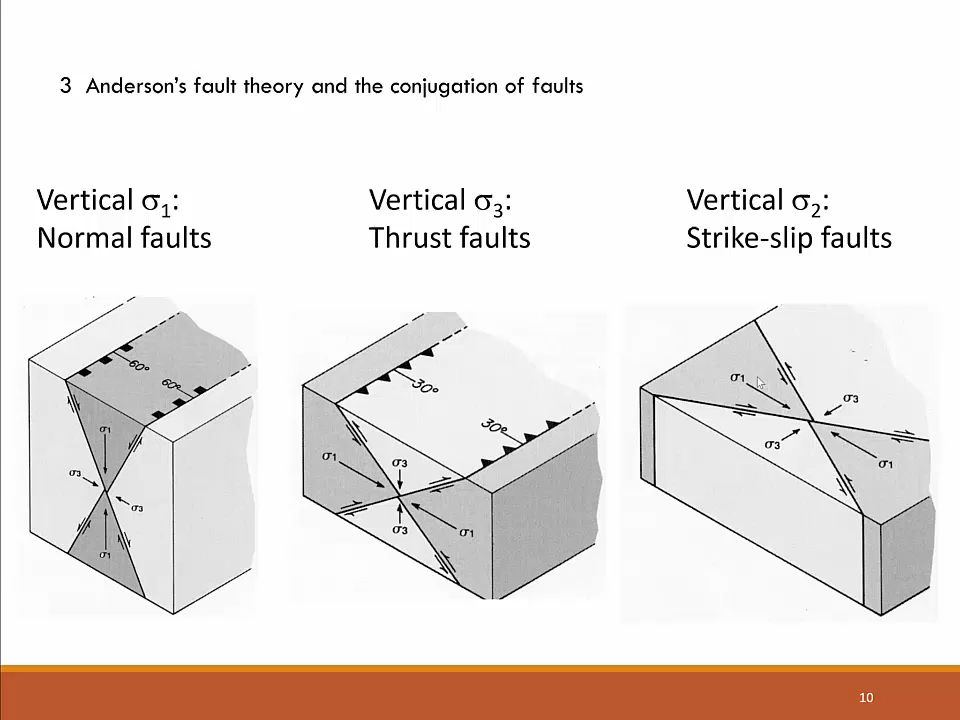 3 Anderson's fault theory and the conjugation of faults
Vertical σ1:
Normal faults
Vertical σ3:
Thrust faults
Vertical σ2:
Strike-slip faults
60°
60°
σ1
σ3
σ3
σ1
30°
30°
σ1
σ3
σ3
σ1
σ1
σ3
σ3
σ1
10